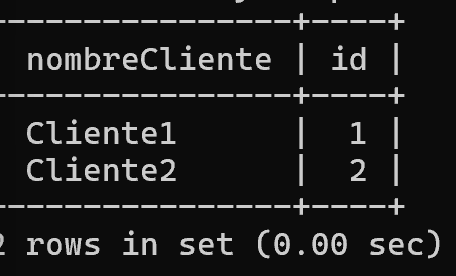 ----------------+----+
nombreCliente | id |
----------------+----+
Cliente1 | 1 |
Cliente2 | 2 |
----------------+----+
2 rows in set (0.00 sec)